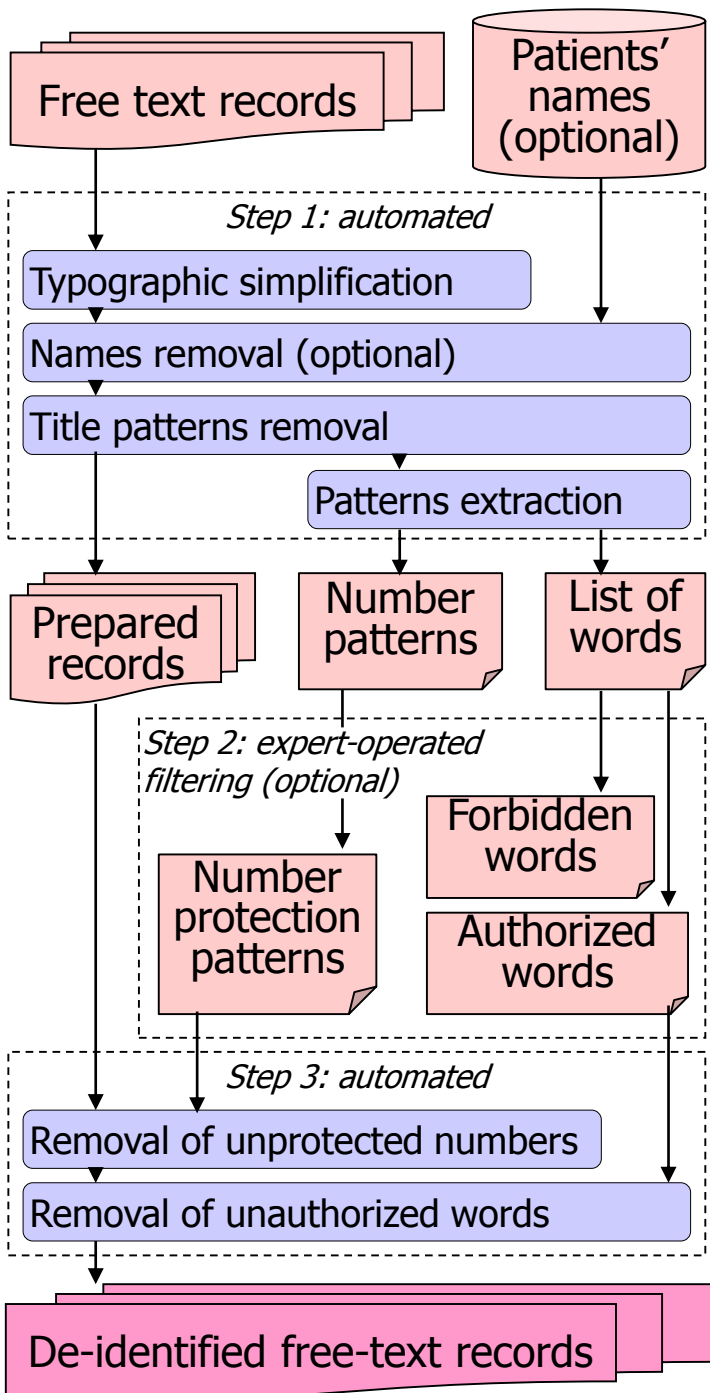 Free text records
Patients’
names
(optional)
Step 1: automated
Typographic simplification
Names removal (optional)
Title patterns removal
Patterns extraction
Prepared
records
Number
patterns
List of
words
Step 2: expert-operated
filtering (optional)
Forbidden
words
Number
protection
patterns
Authorized
words
Step 3: automated
Removal of unprotected numbers
Removal of unauthorized words
De-identified free-text records